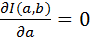 ∂I(a,b)/∂a = 0